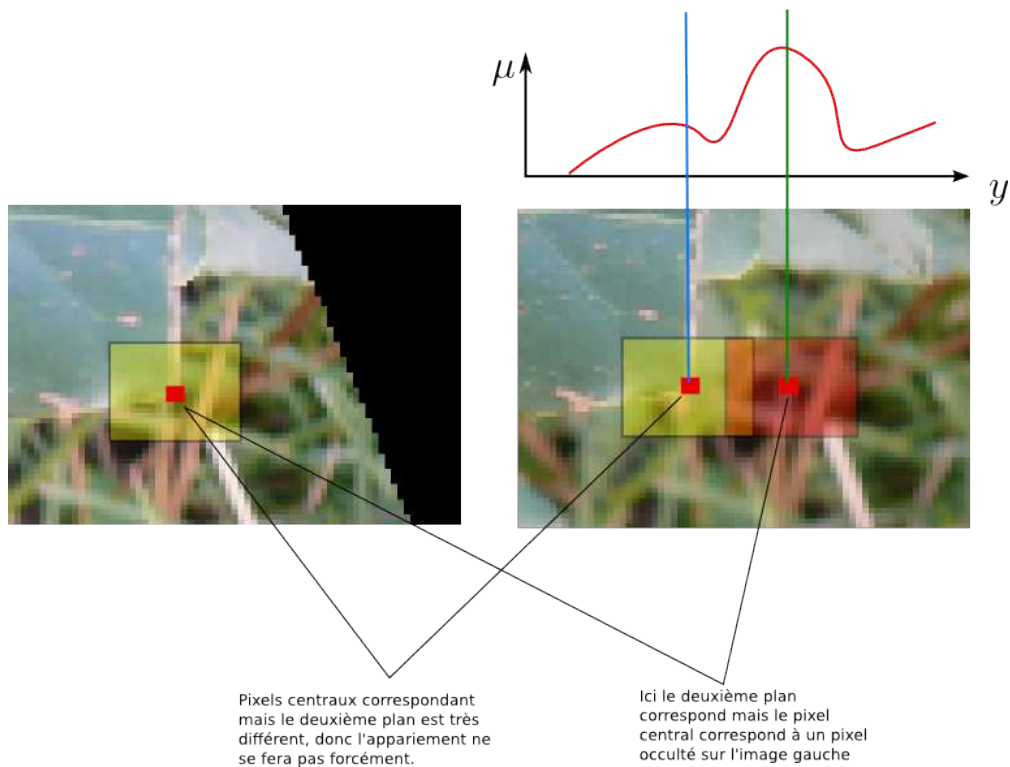 μ
y
Pixels centraux correspondant
mais le deuxième plan est très
différent, donc l'appariement ne
se fera pas forcément.
Ici le deuxième plan
correspond mais le pixel
central correspond à un pixel
occulté sur l'image gauche